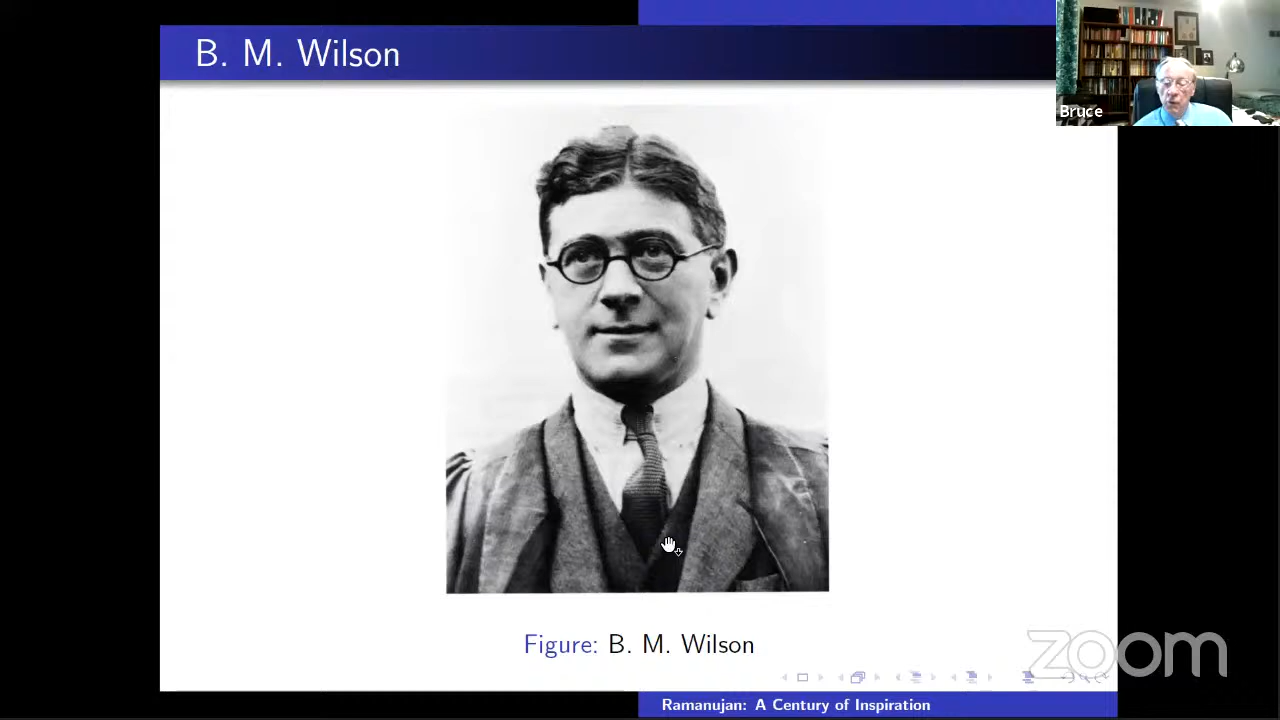 B. M. Wilson
Bruce
Figure: B. M. Wilson
zoom
Ramanujan: A Century of Inspiration